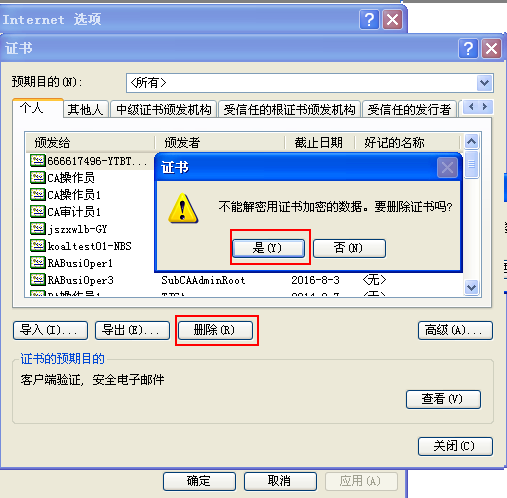 Internet 选项
证书
预期目的(N):
<所有>
个人
其他人
中级证书颁发机构
受信任的根证书颁发机构
受信任的发行者
颁发给
颁发者
截止日期
好记的名称
666617496-YTBT...
CA操作员
CA操作员1
CA审计员1
jszxwlb-GY
koaltest01-NBS
RABusiOper1
RABusiOper3
SubCAAdminRoot
2016-8-3
<无>
RA操作员1
证书
不能解密用证书加密的数据。要删除证书吗?
是(Y)
否(N)
导入(I)...
导出(E)...
删除(R)
高级(A)...
证书的预期目的
客户端验证, 安全电子邮件
查看(V)
关闭(C)
确定
取消
应用(A)